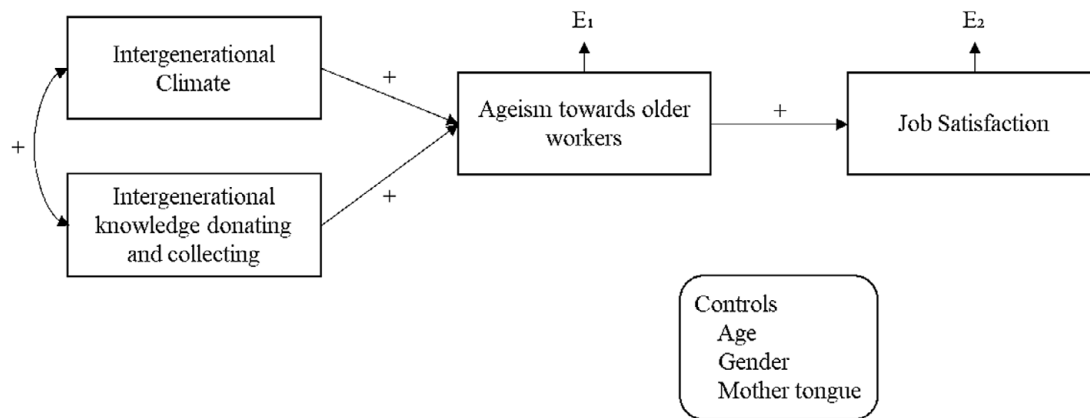 E₁
E₂
Intergenerational
Climate
+
Ageism towards older
workers
+
Job Satisfaction
+
Intergenerational
knowledge donating
and collecting
+
Controls
Age
Gender
Mother tongue